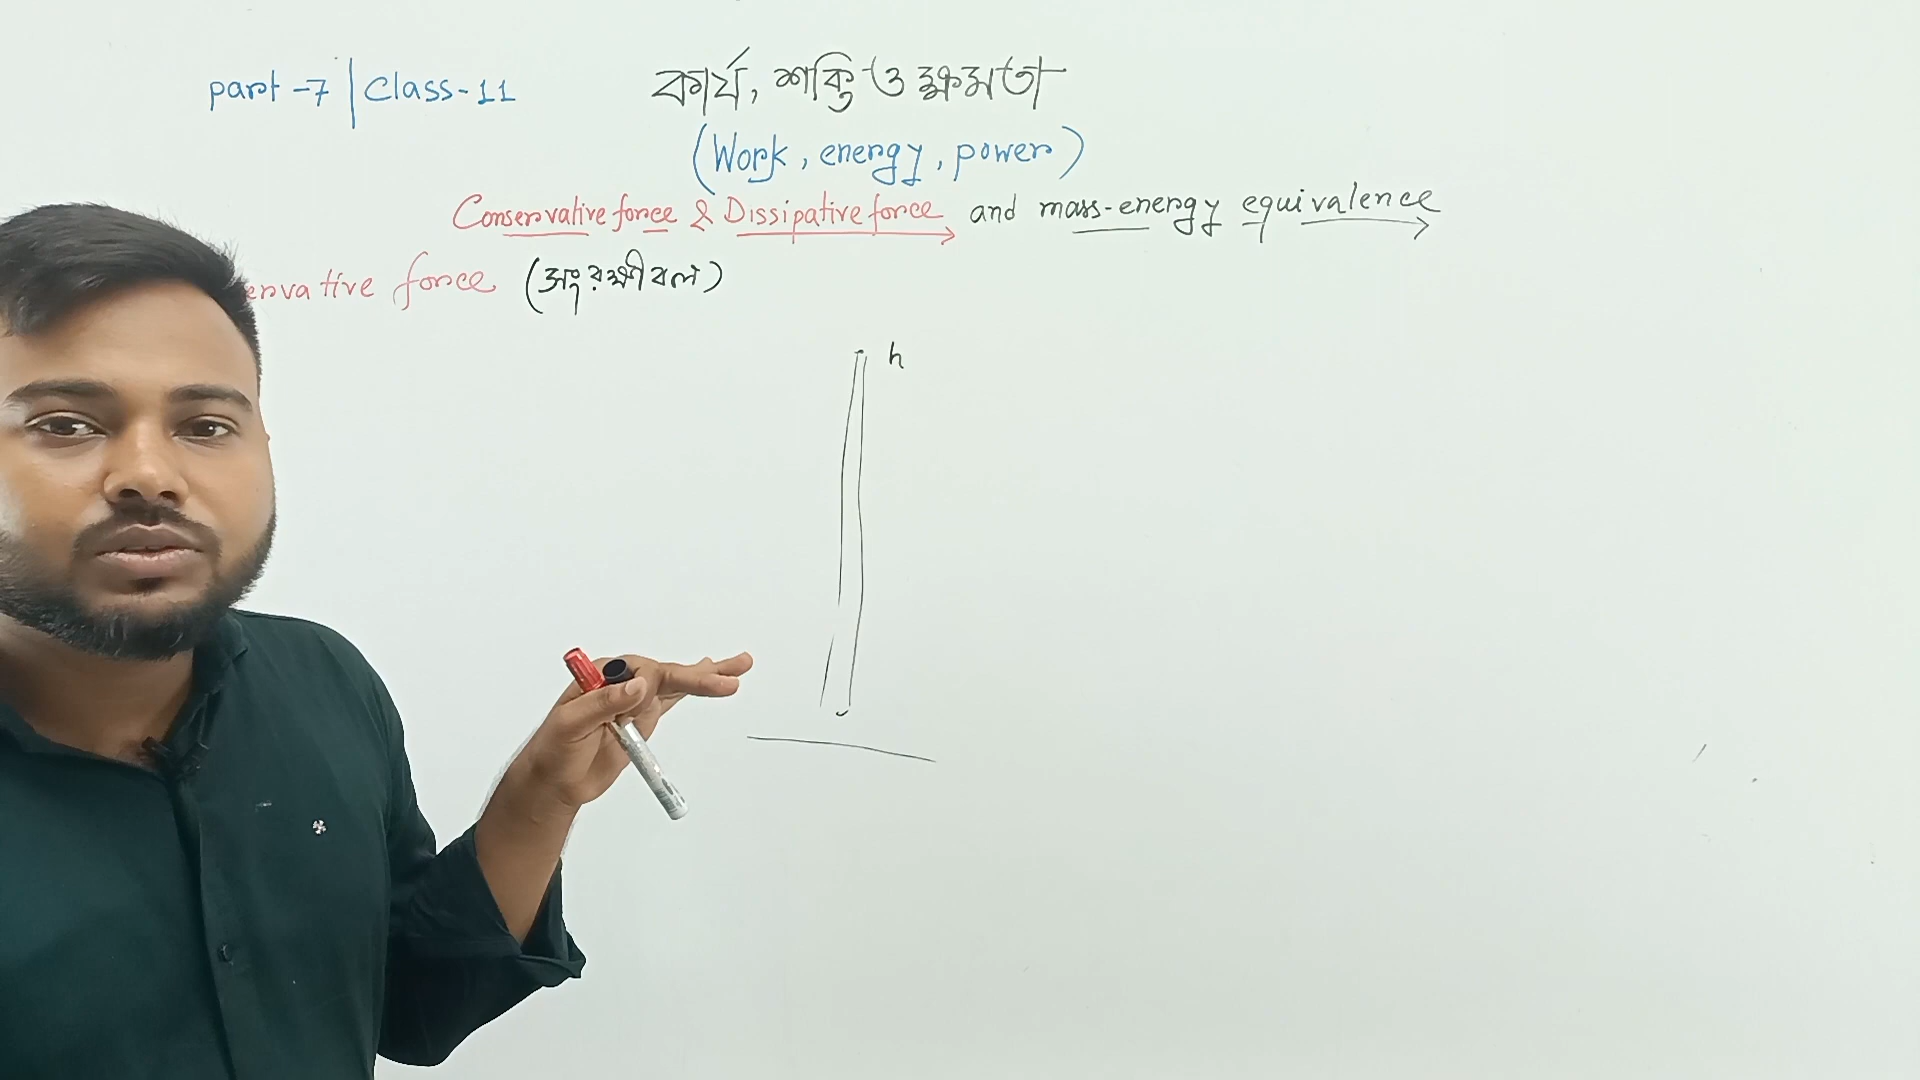 part-7 | Class-11
কার্য, শক্তি ও ক্ষমতা
(Work, energy, power)
Conservative force & Dissipative force and mass-energy equivalence
ervative force (সংরক্ষী বল)
h